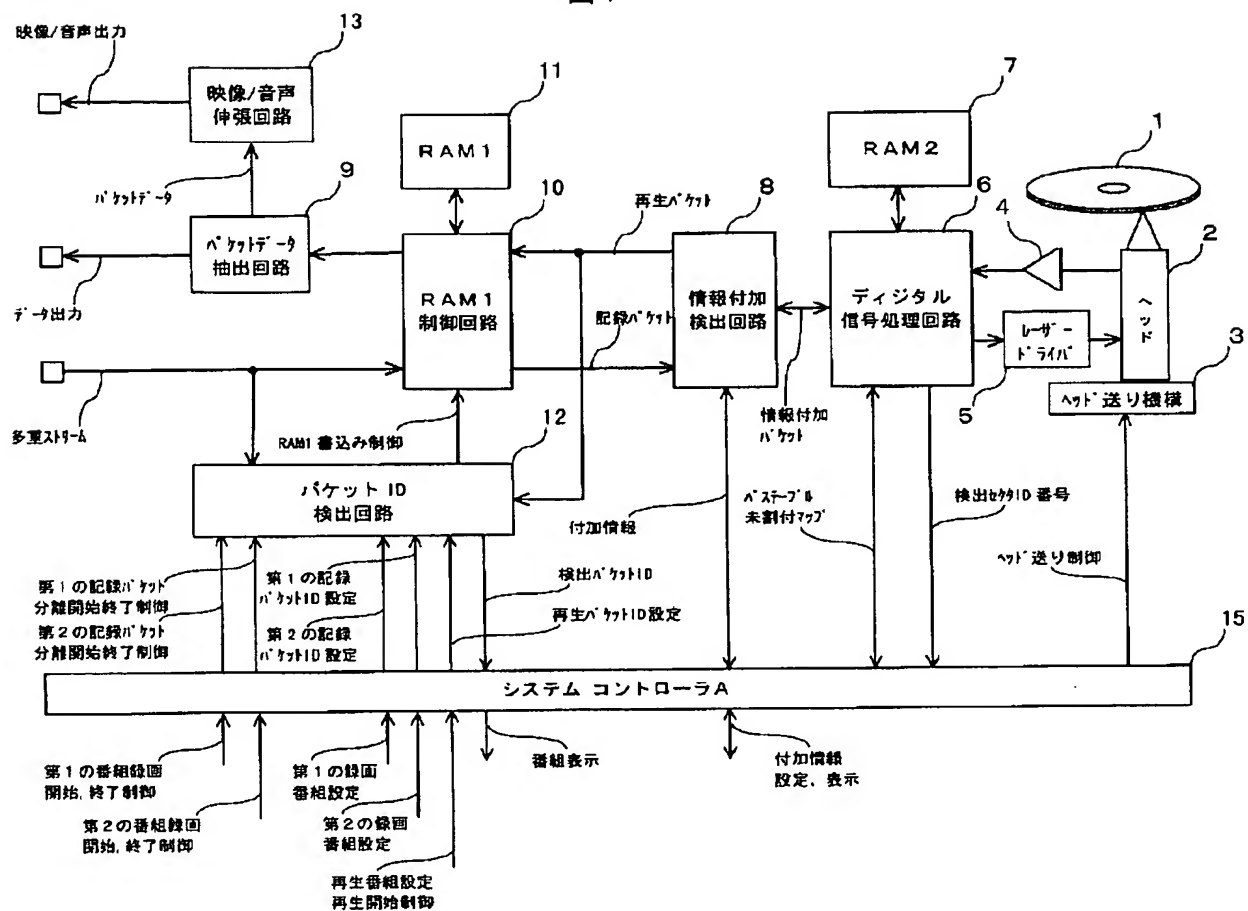 映像/音声出力
13
映像/音声
伸張回路
11
RAM1
7
RAM2
1
パケットデータ
9
10
再生パケット
8
6
4
2
パケットデータ
抽出回路
RAM1
制御回路
情報付加
検出回路
ディジタル
信号処理回路
ヘッド
データ出力
記録パケット
レーザー
ドライバ
3
5
ヘッド送り機構
多重ストリーム
RAM1書込み制御
12
情報付加
パケット
パケットID
検出回路
付加情報
パステーブル
未割付マップ
検出セクタID番号
ヘッド送り制御
第1の記録パケット
分離開始終了制御
第2の記録パケット
分離開始終了制御
第1の記録
パケットID設定
第2の記録
パケットID設定
検出パケットID
再生パケットID設定
15
システム コントローラA
第1の番組録画
開始,終了制御
第2の番組録画
開始,終了制御
第1の録画
番組設定
第2の録画
番組設定
再生番組設定
再生開始制御
番組表示
付加情報
設定, 表示